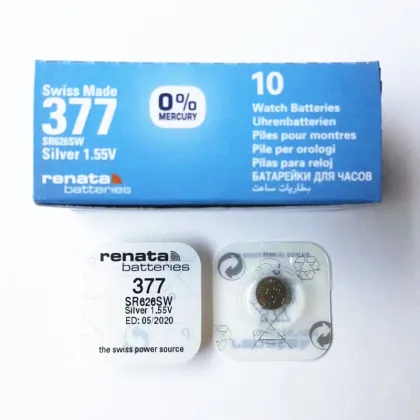 Swiss Made
377
SR626SW
Silver 1.55V
renata
batteries
0%
MERCURY
10
Watch Batteries
Uhrenbatterien
Piles pour montres
Pile per orologi
Pilas para reloj
БАТАРЕЙКИ ДЛЯ ЧАСОВ
بطاريات ساعت
renata
batteries
377
SR626SW
Silver 1.55V
ED: 05/2020
the swiss power source